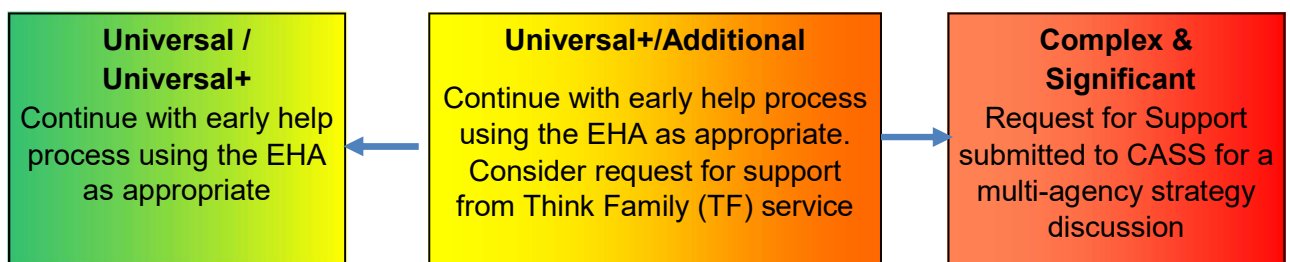 Universal /
Universal+
Continue with early help
process using the EHA
as appropriate
Universal+/Additional
Continue with early help process
using the EHA as appropriate.
Consider request for support
from Think Family (TF) service
Complex &
Significant
Request for Support
submitted to CASS for a
multi-agency strategy
discussion